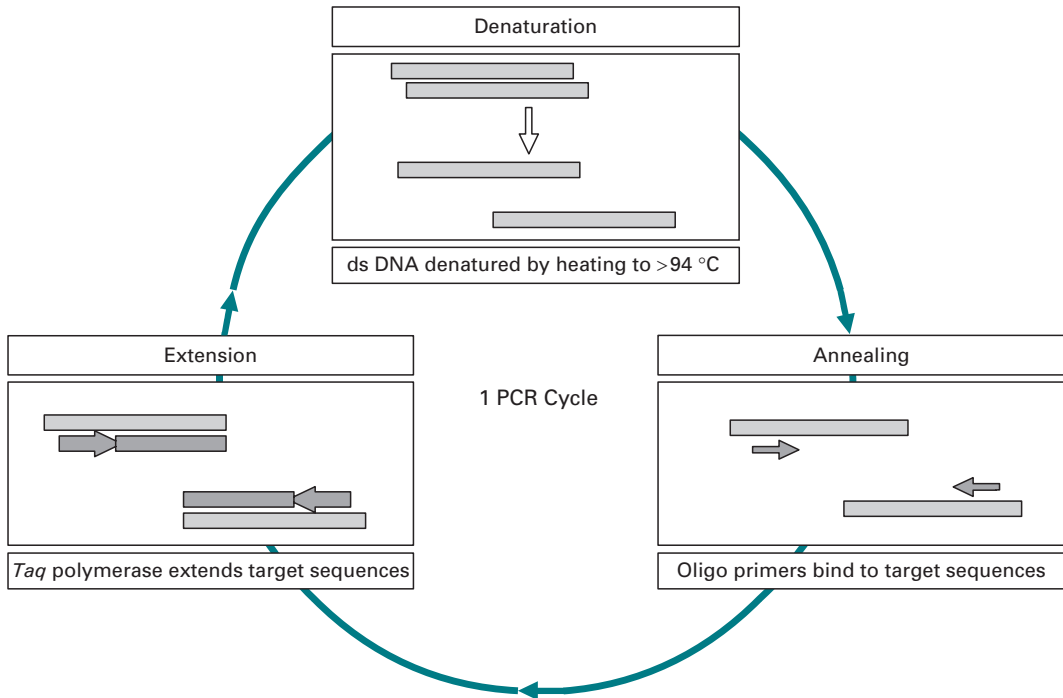 Denaturation
ds DNA denatured by heating to >94 °C
Extension
Annealing
1 PCR Cycle
Taq polymerase extends target sequences
Oligo primers bind to target sequences